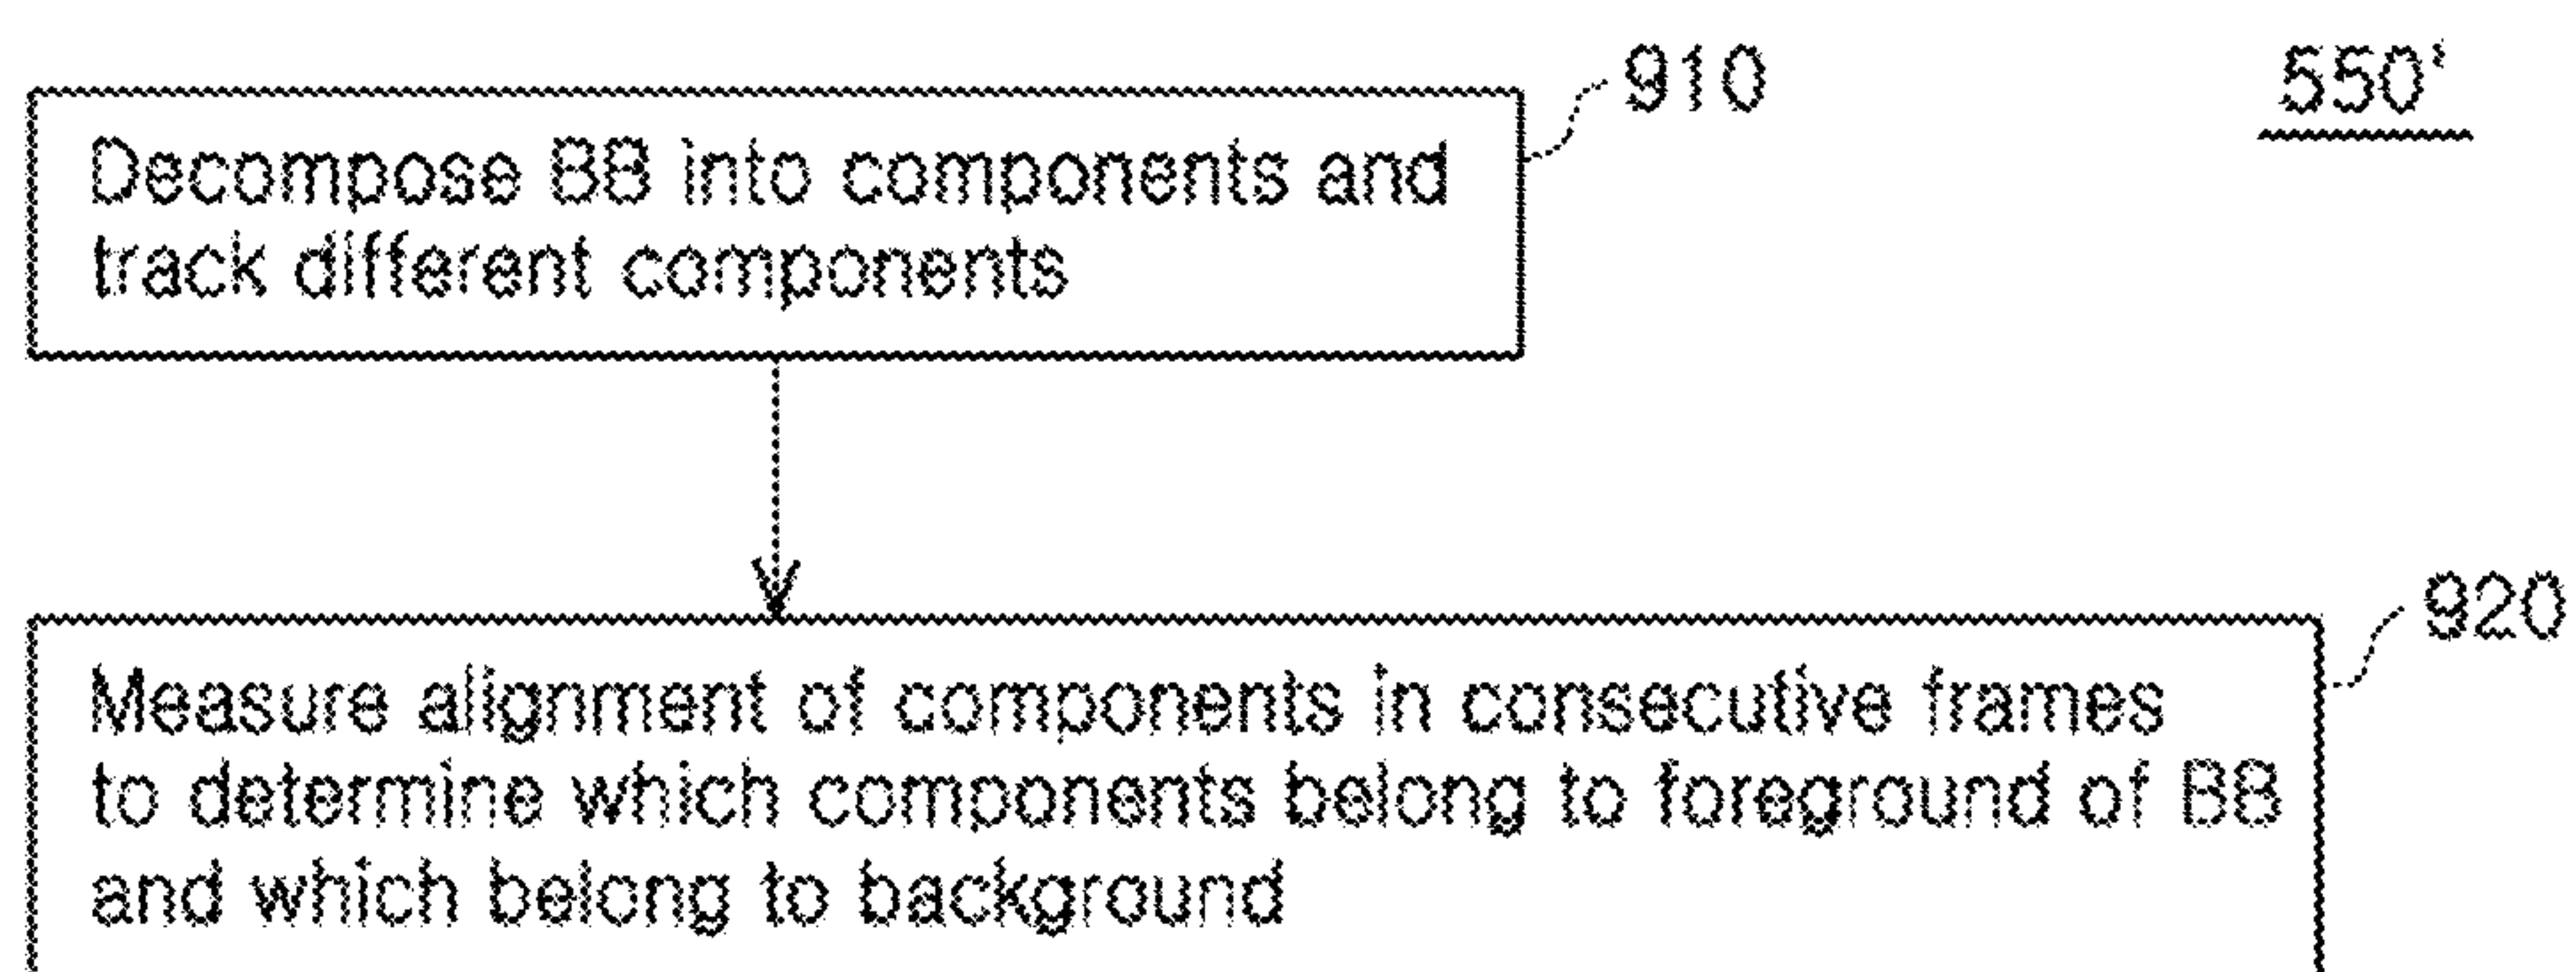 910
550'
Decompose BB into components and
track different components
920
Measure alignment of components in consecutive frames
to determine which components belong to foreground of BB
and which belong to background